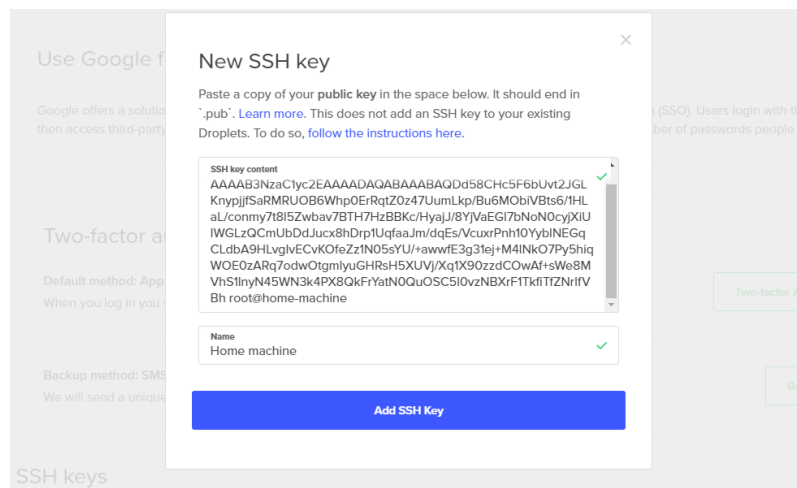 Use Google f
New SSH key
Paste a copy of your public key in the space below. It should end in
`.pub`. Learn more. This does not add an SSH key to your existing
Droplets. To do so, follow the instructions here.
Google offers a solutio
(SSO). Users login with th
then access third-party
ber of passwords people
SSH key content
AAAAB3NzaC1yc2EAAAADAQABAAABAQDd58CHc5F6bUvt2JGL
KnypjjfSaRMRUOB6Whp0ErRqtZ0z47UumLkp/Bu6MObiVBts6/1HL
aL/conmy7t8l5Zwbav7BTH7HzBBKc/HyajJ/8YjVaEGl7bNoN0cyjXiU
IWGLzQCmUbDdJucx8hDrp1UqfaaJm/dqEs/VcuxrPnh10YyblNEGq
CLdbA9HLvglvECvKOfeZz1N05sYU/+awwfE3g31ej+M4INkO7Py5hiq
WOE0zARq7odwOtgmlyuGHRsH5XUVj/Xq1X90zzdCOwAf+sWe8M
VhS1InyN45WN3k4PX8QkFrYatN0QuOSC5l0vzNBXrF1TkfiTfZNrlfV
Bh root@home-machine
Two-factor a
Default method: App
When you log in you
Two-factor A
Name
Home machine
Backup method: SMS
We will send a unique
Add SSH Key
SSH keys